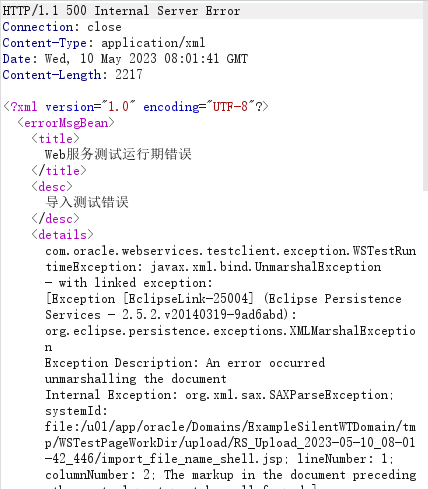 HTTP/1.1 500 Internal Server Error
Connection: close
Content-Type: application/xml
Date: Wed, 10 May 2023 08:01:41 GMT
Content-Length: 2217
<?xml version="1.0" encoding="UTF-8"?>
<errorMsgBean>
<title>
Web服务测试运行期错误
</title>
<desc>
导入测试错误
</desc>
<details>
com.oracle.webservices.testclient.exception.WSTestRun
timeException: javax.xml.bind.UnmarshalException
- with linked exception:
[Exception [EclipseLink-25004] (Eclipse Persistence
Services - 2.5.2.v20140319-9ad6abd):
org.eclipse.persistence.exceptions.XMLMarshalExceptio
n
Exception Description: An error occurred
unmarshalling the document
Internal Exception: org.xml.sax.SAXParseException;
systemId:
file:/u01/app/oracle/Domains/ExampleSilentWTDomain/tm
p/WSTestPageWorkDir/upload/RS_Upload_2023-05-10_08-01
-42_446/import_file_name_shell.jsp; lineNumber: 1;
columnNumber: 2; The markup in the document preceding